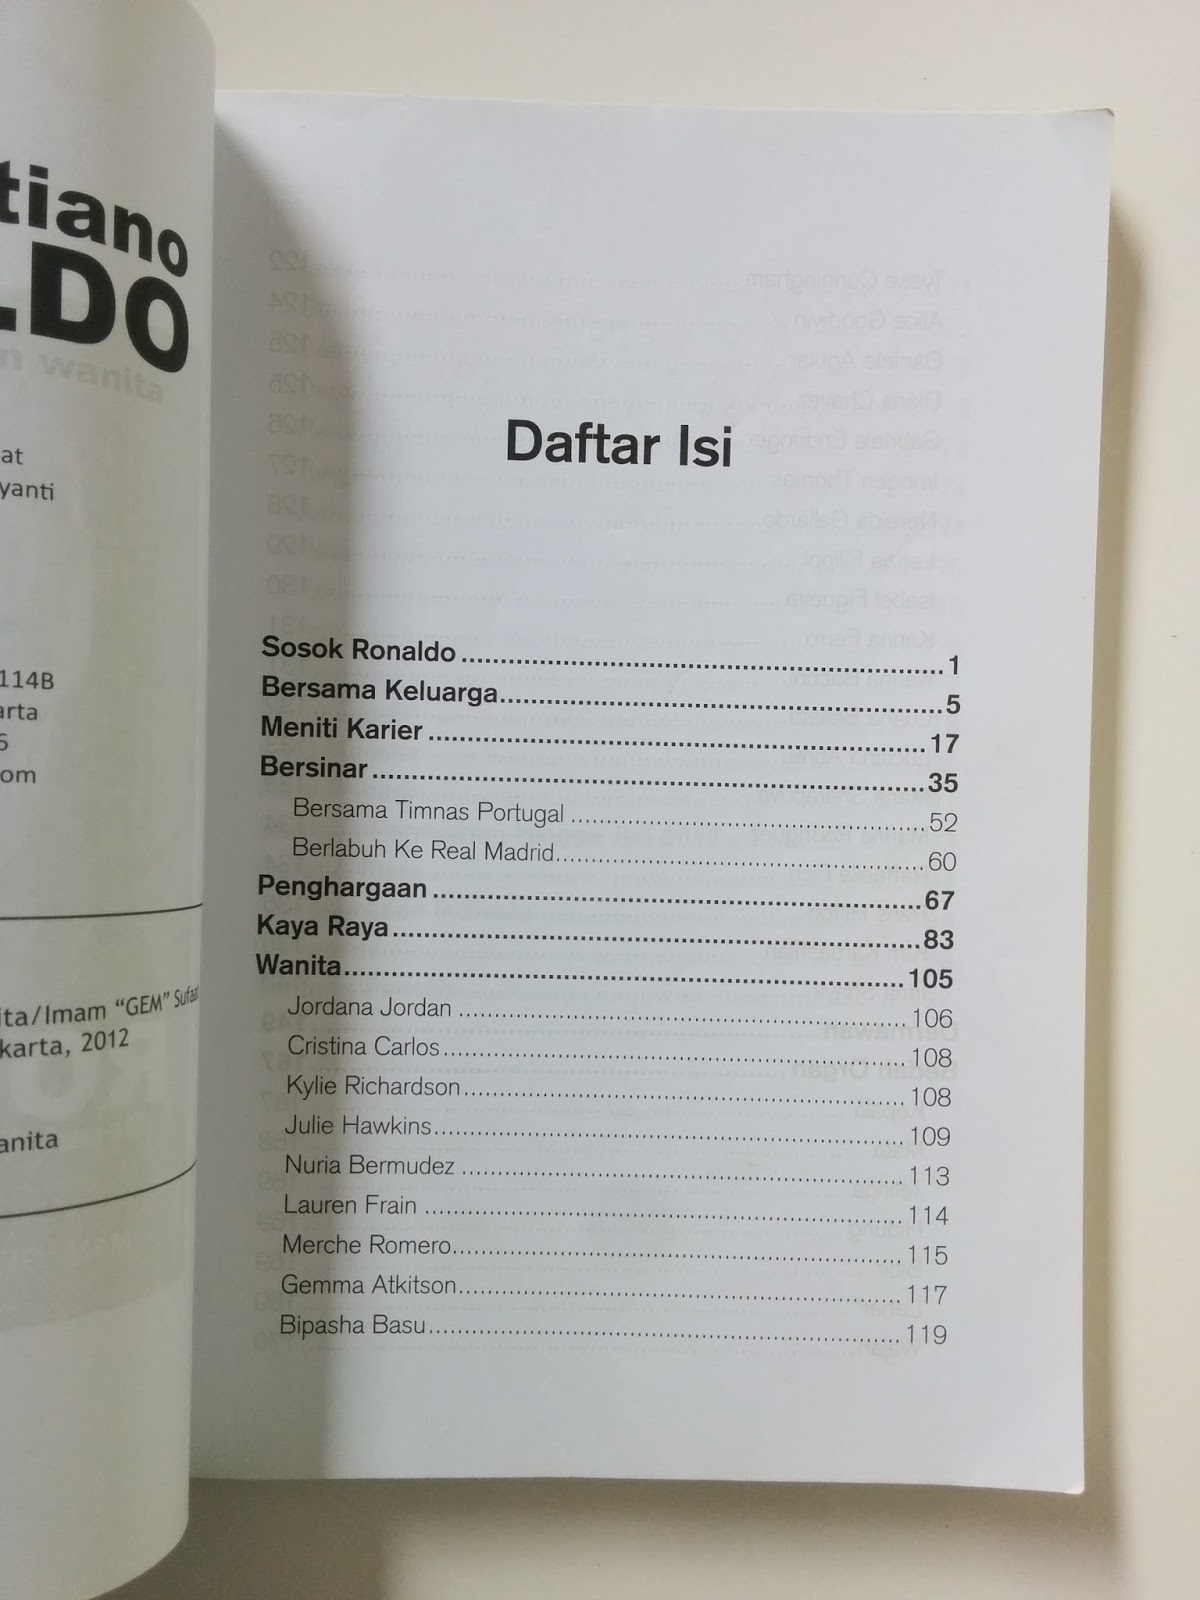 tiano
LDO
n wanita
at
yanti
114B
arta
6
om
ita/Imam “GEM” Sufaat
karta, 2012
anita
Daftar Isi
Sosok Ronaldo ........ 1
Bersama Keluarga ........ 5
Meniti Karier ........ 17
Bersinar ........ 35
Bersama Timnas Portugal ........ 52
Berlabuh Ke Real Madrid ........ 60
Penghargaan ........ 67
Kaya Raya ........ 83
Wanita ........ 105
Jordana Jordan ........ 106
Cristina Carlos ........ 108
Kylie Richardson ........ 108
Julie Hawkins ........ 109
Nuria Bermudez ........ 113
Lauren Frain ........ 114
Merche Romero ........ 115
Gemma Atkitson ........ 117
Bipasha Basu ........ 119